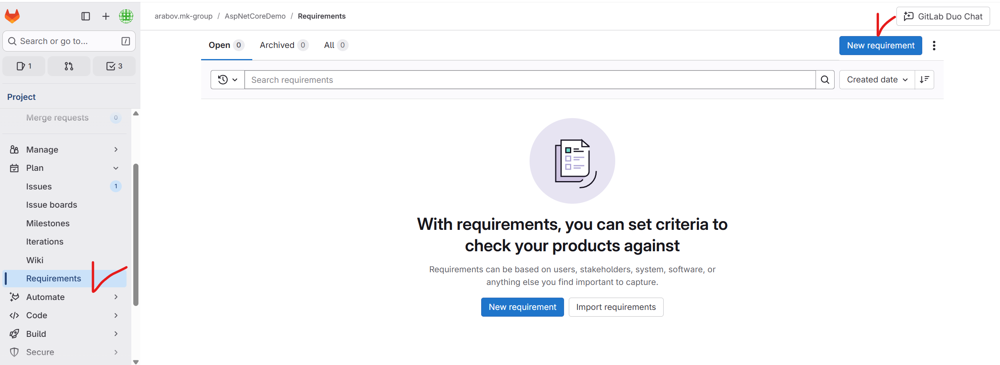 arabov.mk-group / AspNetCoreDemo / Requirements
GitLab Duo Chat
Search or go to... /
1
3
Project
Merge requests 0
Manage
Plan
Issues 1
Issue boards
Milestones
Iterations
Wiki
Requirements
Automate
Code
Build
Secure
Open 0 Archived 0 All 0
New requirement
Search requirements
Created date
With requirements, you can set criteria to
check your products against
Requirements can be based on users, stakeholders, system, software, or
anything else you find important to capture.
New requirement Import requirements